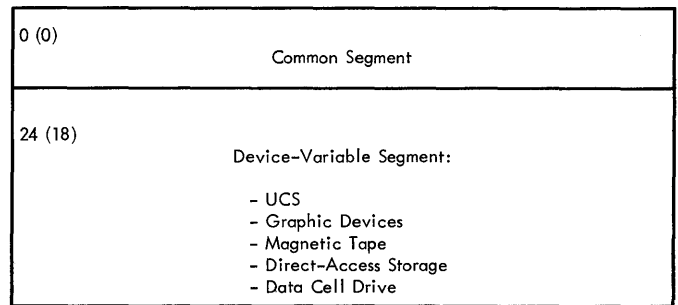 0 (0)
Common Segment
24 (18)
Device-Variable Segment:
- UCS
- Graphic Devices
- Magnetic Tape
- Direct-Access Storage
- Data Cell Drive